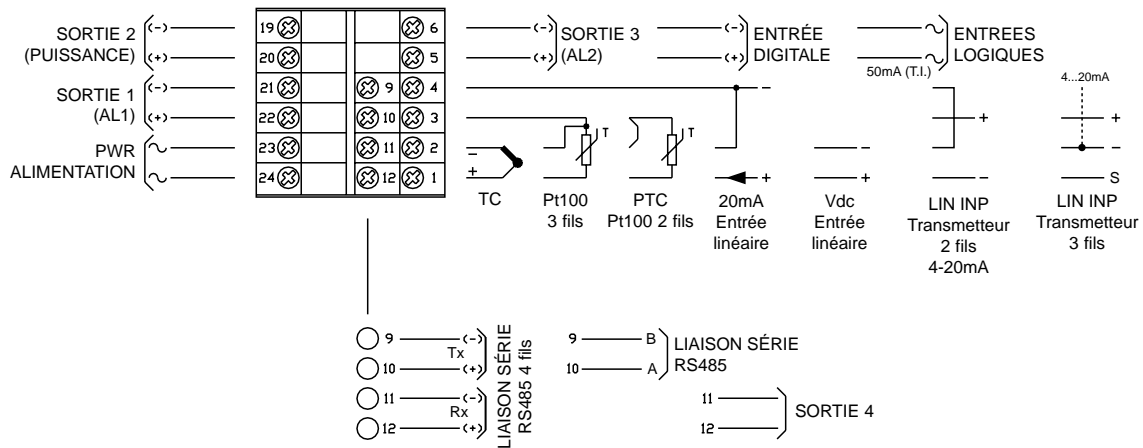 SORTIE 2
(PUISSANCE)
(-)
(+)
SORTIE 1
(AL1)
(-)
(+)
PWR
ALIMENTATION
19
20
21
22
23
24
6
5
9 4
10 3
11 2
12 1
(-)
(+)
SORTIE 3
(AL2)
(-)
(+)
ENTRÉE
DIGITALE
ENTREES
LOGIQUES
50mA (T.I.)
4...20mA
-
+
TC
T
Pt100
3 fils
T
PTC
Pt100 2 fils
-
+
20mA
Entrée
linéaire
-
+
Vdc
Entrée
linéaire
+
-
LIN INP
Transmetteur
2 fils
4-20mA
+
-
S
LIN INP
Transmetteur
3 fils
9
Tx
(-)
10
(+)
11
Rx
(-)
12
(+)
LIAISON SÉRIE
RS485 4 fils
9 B
10 A
LIAISON SÉRIE
RS485
11
12
SORTIE 4